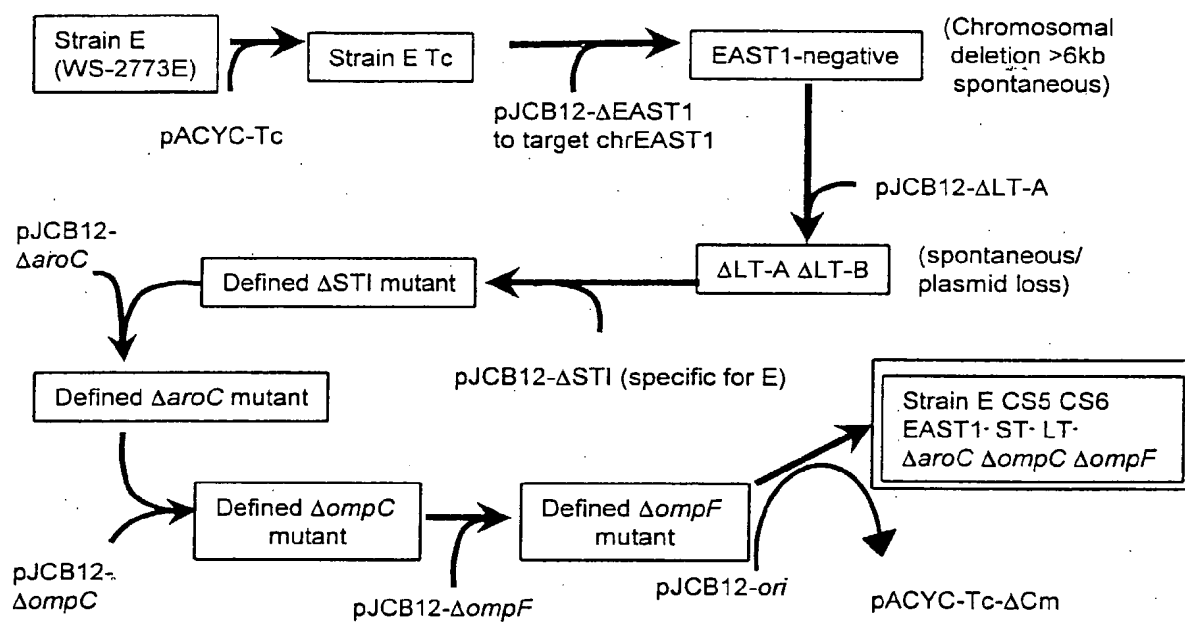 Strain E
(WS-2773E)
Strain E Tc
EAST1-negative
(Chromosomal
deletion >6kb
spontaneous)
pACYC-Tc
pJCB12-ΔEAST1
to target chrEAST1
pJCB12-ΔLT-A
pJCB12-
ΔaroC
Defined ΔSTI mutant
ΔLT-A ΔLT-B
(spontaneous/
plasmid loss)
pJCB12-ΔSTI (specific for E)
Defined ΔaroC mutant
Strain E CS5 CS6
EAST1- ST- LT-
ΔaroC ΔompC ΔompF
Defined ΔompC
mutant
Defined ΔompF
mutant
pJCB12-
ΔompC
pJCB12-ΔompF
pJCB12-ori
pACYC-Tc-ΔCm